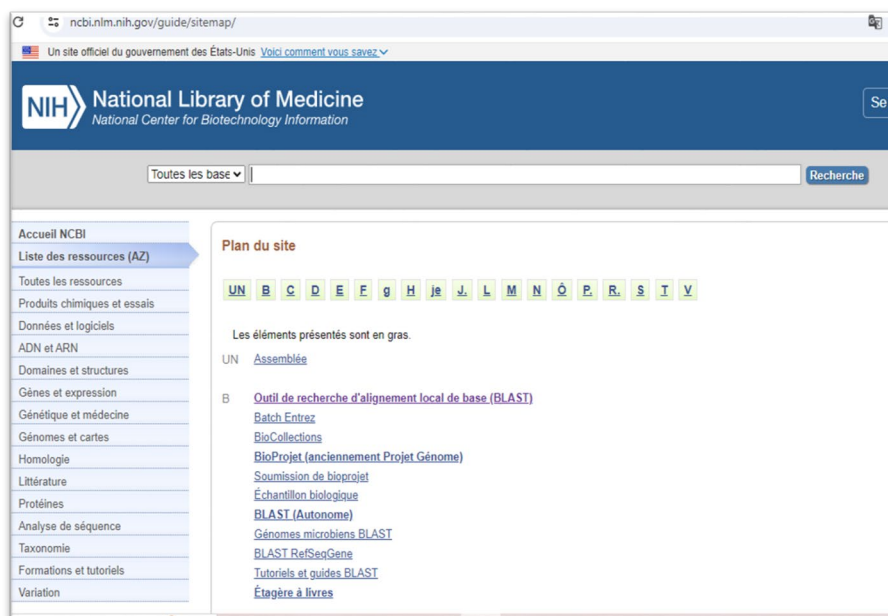 ncbi.nlm.nih.gov/guide/sitemap/
Un site officiel du gouvernement des États-Unis Voici comment vous savez
NIH National Library of Medicine
National Center for Biotechnology Information
Se
Toutes les base
Recherche
Accueil NCBI
Liste des ressources (AZ)
Toutes les ressources
Produits chimiques et essais
Données et logiciels
ADN et ARN
Domaines et structures
Gènes et expression
Génétique et médecine
Génomes et cartes
Homologie
Littérature
Protéines
Analyse de séquence
Taxonomie
Formations et tutoriels
Variation
Plan du site
UN B C D E F g H je J. L M N Ô P. R. S T V
Les éléments présentés sont en gras.
UN Assemblée
B Outil de recherche d'alignement local de base (BLAST)
Batch Entrez
BioCollections
BioProjet (anciennement Projet Génome)
Soumission de bioprojet
Échantillon biologique
BLAST (Autonome)
Génomes microbiens BLAST
BLAST RefSeqGene
Tutoriels et guides BLAST
Étagère à livres